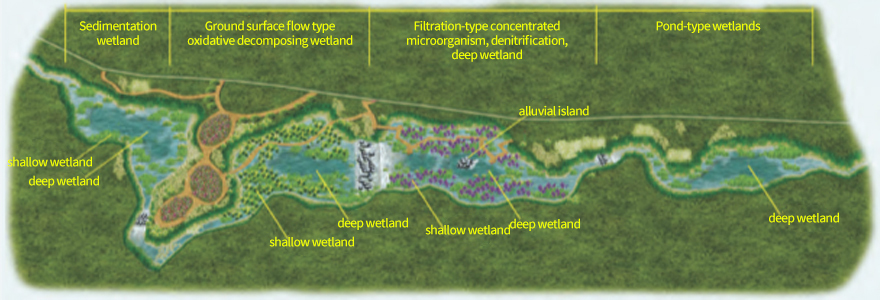 Sedimentation
wetland
Ground surface flow type
oxidative decomposing wetland
Filtration-type concentrated
microorganism, denitrification,
deep wetland
Pond-type wetlands
alluvial island
shallow wetland
deep wetland
deep wetland
shallow wetland
deep wetland
shallow wetland
deep wetland